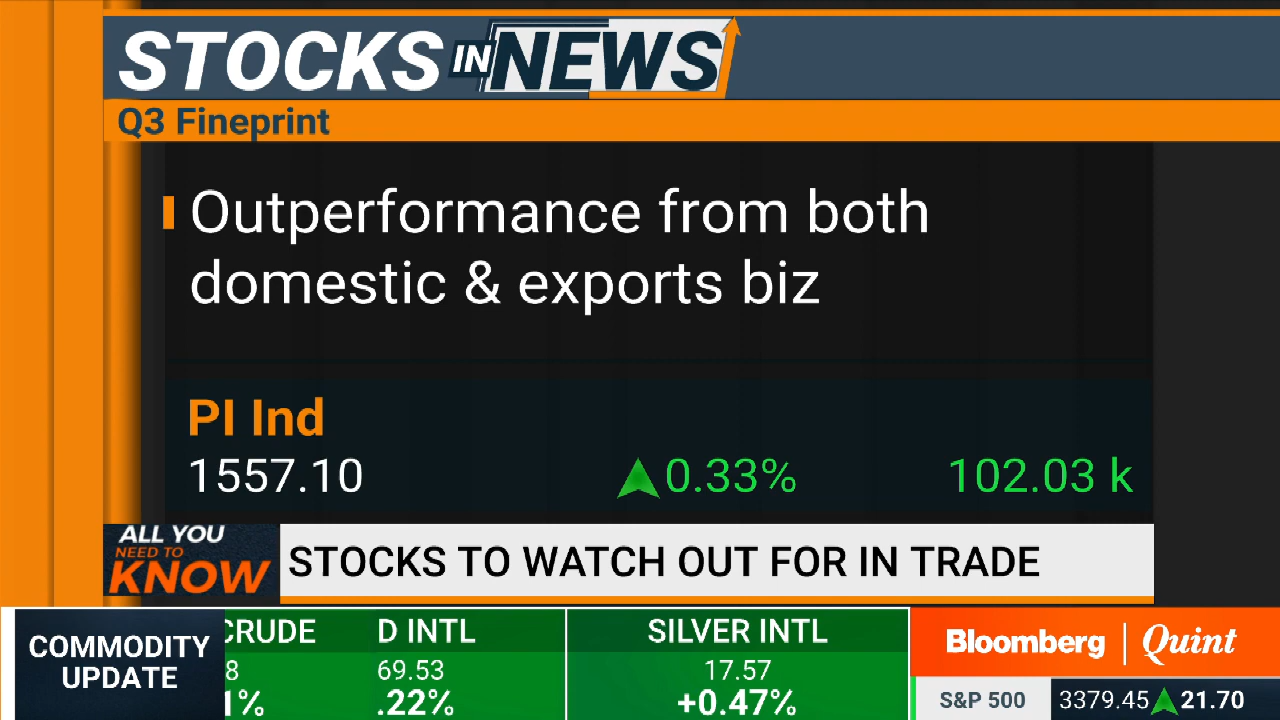 STOCKS IN NEWS
Q3 Fineprint
Outperformance from both
domestic & exports biz
PI Ind
1557.10 0.33% 102.03 k
ALL YOU
NEED TO
KNOW
STOCKS TO WATCH OUT FOR IN TRADE
COMMODITY
UPDATE
CRUDE D INTL SILVER INTL
8 69.53 17.57
1% .22% +0.47%
Bloomberg | Quint
S&P 500 3379.45 21.70